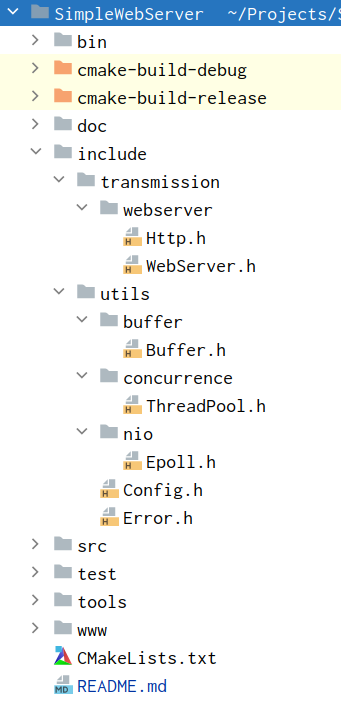 SimpleWebServer ~/Projects/S
bin
cmake-build-debug
cmake-build-release
doc
include
transmission
webserver
Http.h
WebServer.h
utils
buffer
Buffer.h
concurrence
ThreadPool.h
nio
Epoll.h
Config.h
Error.h
src
test
tools
www
CMakeLists.txt
README.md